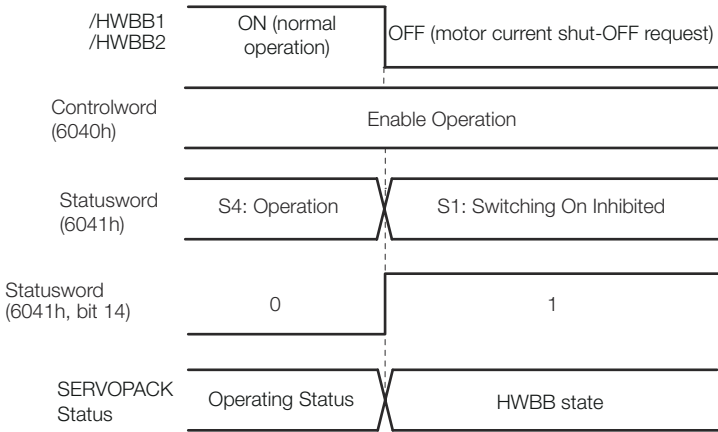 /HWBB1
/HWBB2
ON (normal
operation)
OFF (motor current shut-OFF request)
Controlword
(6040h)
Enable Operation
Statusword
(6041h)
S4: Operation
S1: Switching On Inhibited
Statusword
(6041h, bit 14)
0
1
SERVOPACK
Status
Operating Status
HWBB state